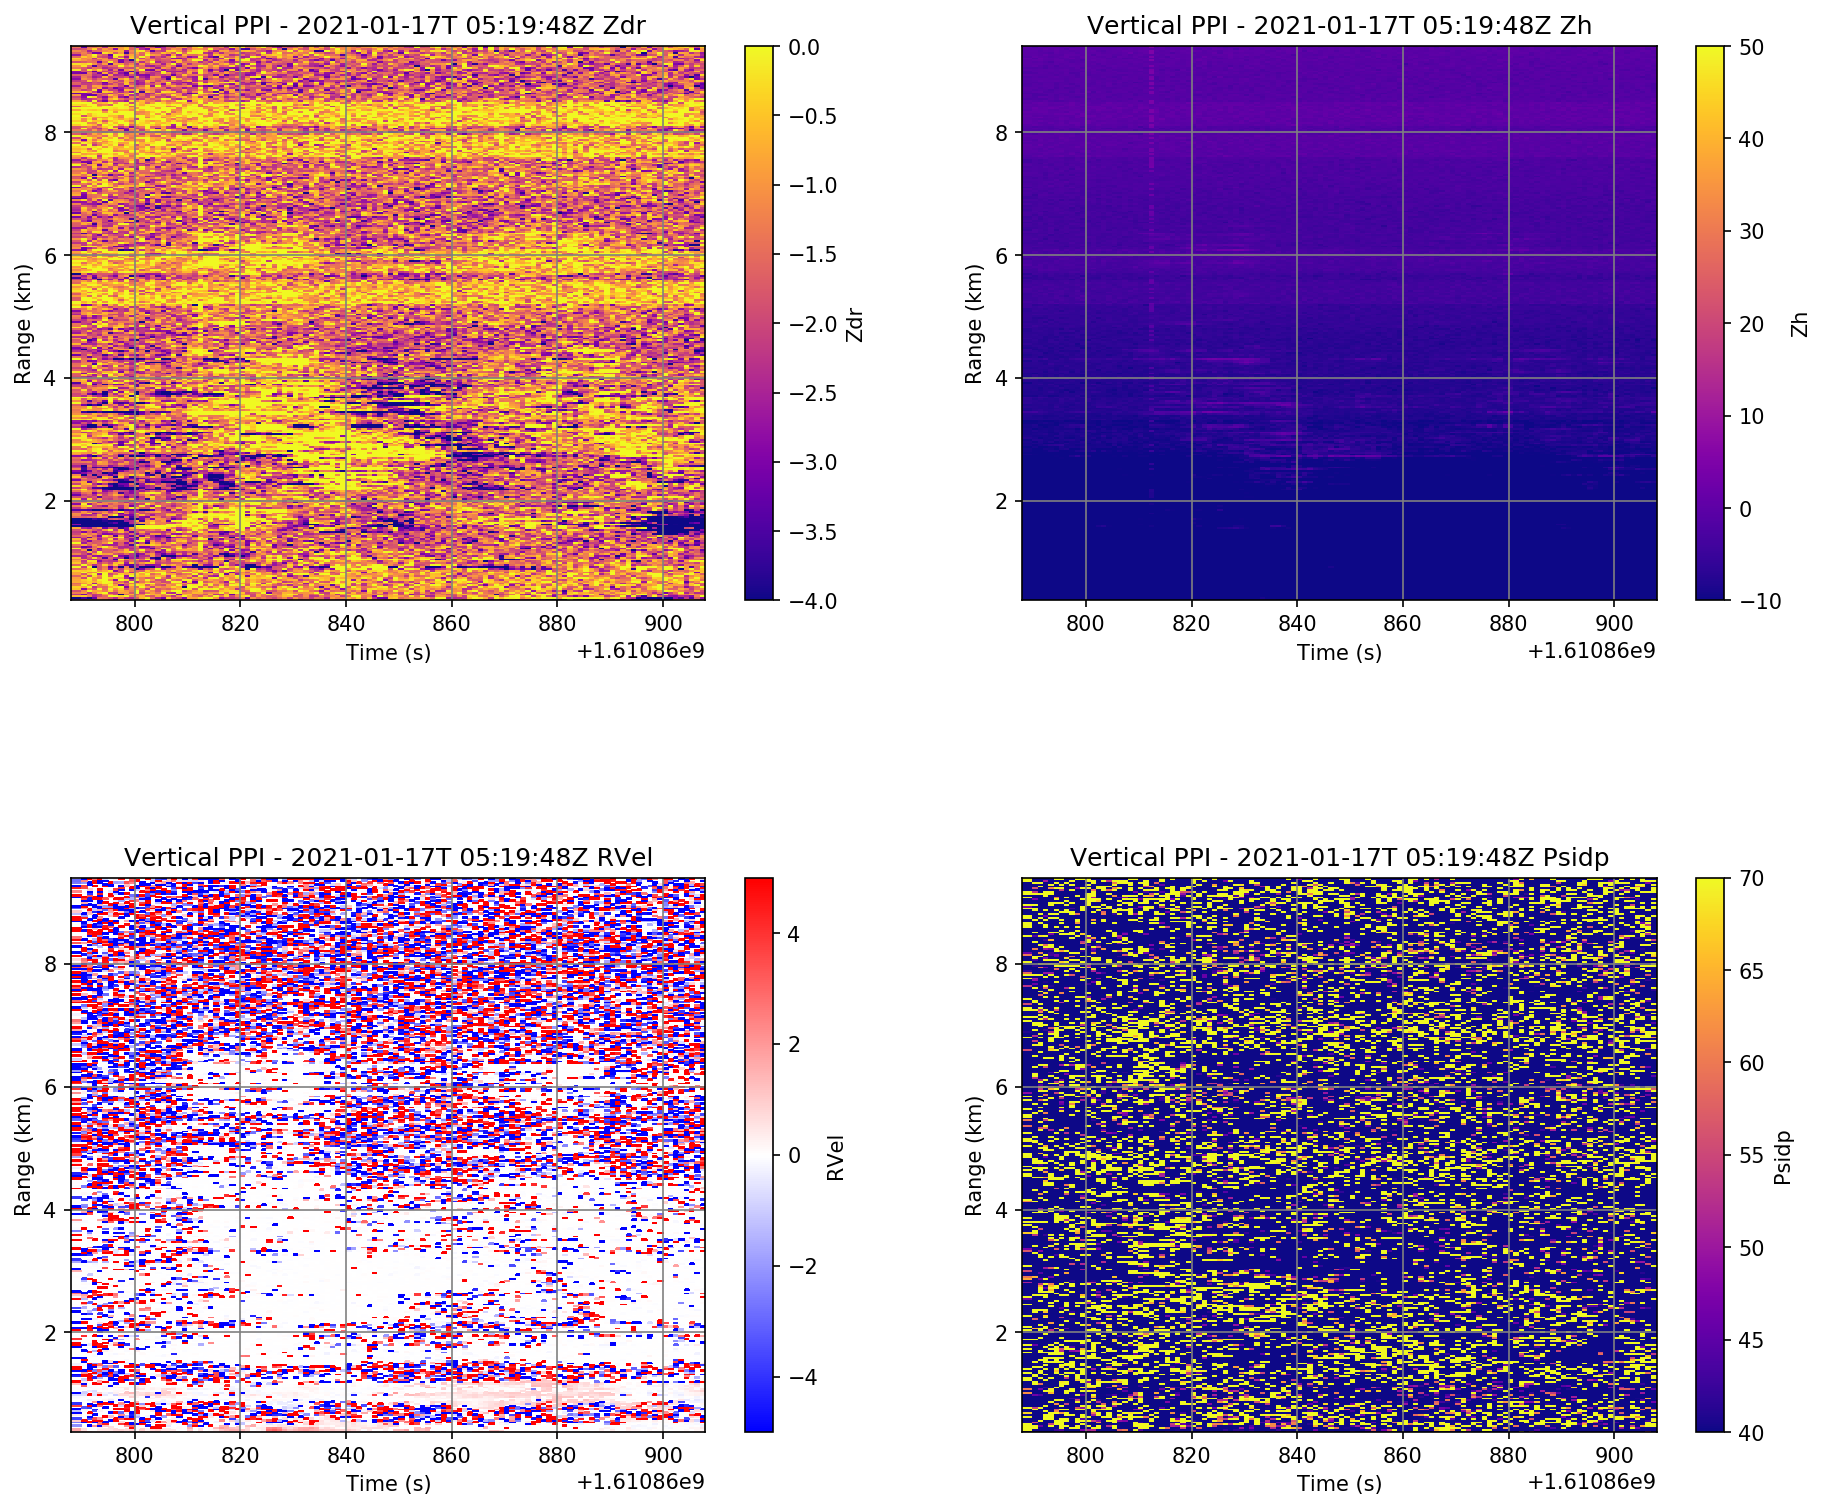 Vertical PPI - 2021-01-17T 05:19:48Z Zdr
8
6
4
2
Range (km)
800 820 840 860 880 900
Time (s)
+1.61086e9
0.0
−0.5
−1.0
−1.5
−2.0
−2.5
−3.0
−3.5
−4.0
Zdr
Vertical PPI - 2021-01-17T 05:19:48Z Zh
8
6
4
2
Range (km)
800 820 840 860 880 900
Time (s)
+1.61086e9
50
40
30
20
10
0
−10
Zh
Vertical PPI - 2021-01-17T 05:19:48Z RVel
8
6
4
2
Range (km)
800 820 840 860 880 900
Time (s)
+1.61086e9
4
2
0
−2
−4
RVel
Vertical PPI - 2021-01-17T 05:19:48Z Psidp
8
6
4
2
Range (km)
800 820 840 860 880 900
Time (s)
+1.61086e9
70
65
60
55
50
45
40
Psidp